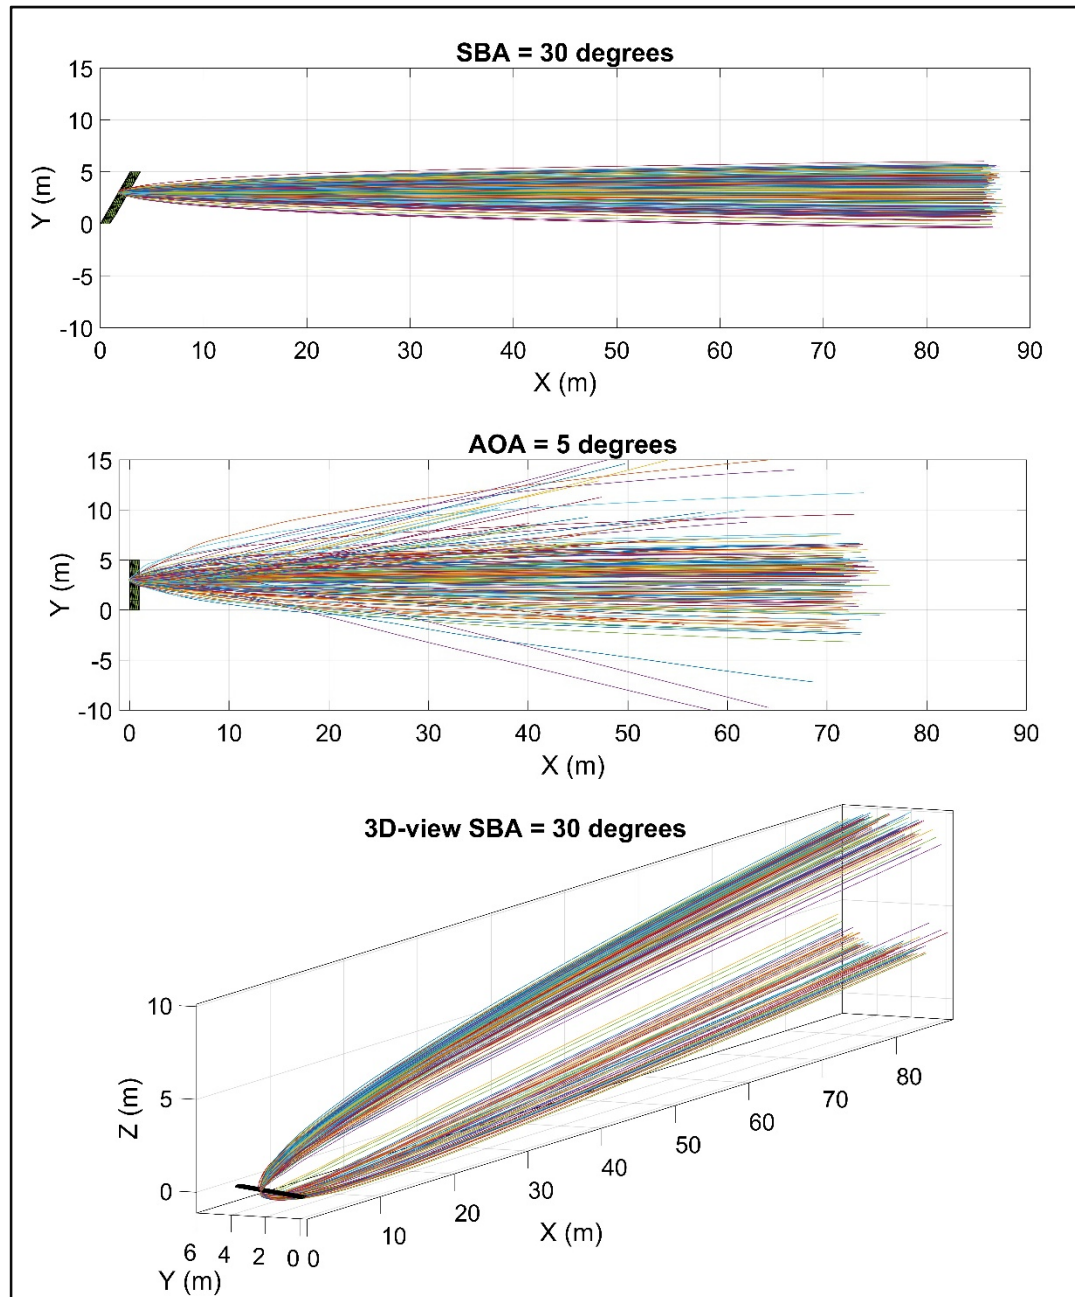 SBA = 30 degrees
15
10
5
0
-5
-10
Y (m)
0 10 20 30 40 50 60 70 80 90
X (m)
AOA = 5 degrees
15
10
5
0
-5
-10
Y (m)
0 10 20 30 40 50 60 70 80 90
X (m)
3D-view SBA = 30 degrees
10
5
0
Z (m)
6 4 2 0
Y (m)
0 10 20 30 40 50 60 70 80
X (m)